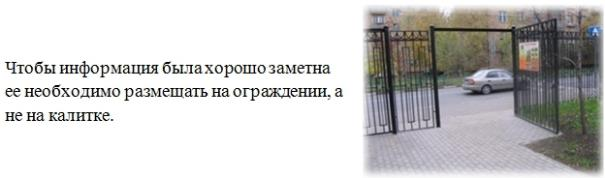 Чтобы информация была хорошо заметна
ее необходимо размещать на ограждении, а
не на калитке.